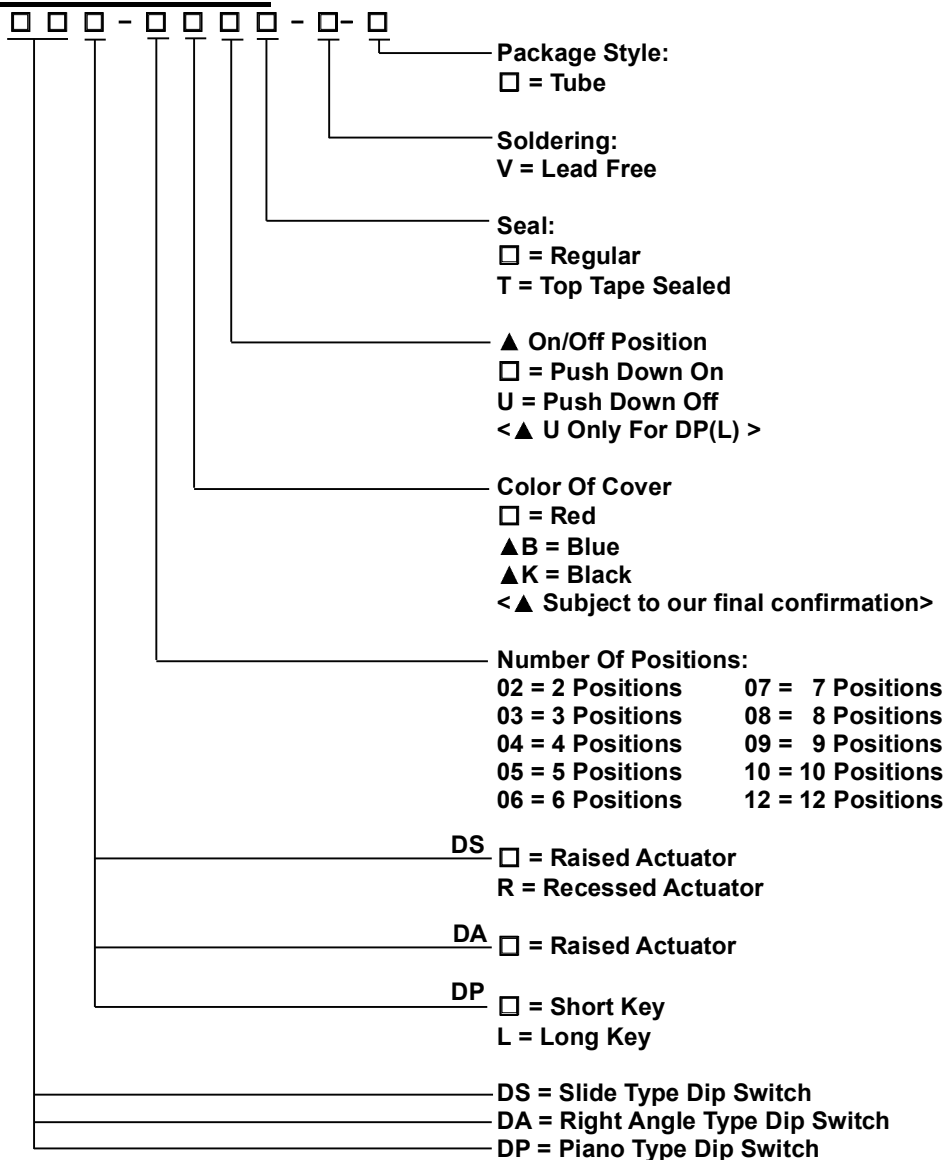 □ □ □ – □ □ □ □ – □ – □
Package Style:
□ = Tube
Soldering:
V = Lead Free
Seal:
□ = Regular
T = Top Tape Sealed
▲ On/Off Position
□ = Push Down On
U = Push Down Off
<▲ U Only For DP(L) >
Color Of Cover
□ = Red
▲B = Blue
▲K = Black
<▲ Subject to our final confirmation>
Number Of Positions:
02 = 2 Positions 07 = 7 Positions
03 = 3 Positions 08 = 8 Positions
04 = 4 Positions 09 = 9 Positions
05 = 5 Positions 10 = 10 Positions
06 = 6 Positions 12 = 12 Positions
DS □ = Raised Actuator
R = Recessed Actuator
DA □ = Raised Actuator
DP □ = Short Key
L = Long Key
DS = Slide Type Dip Switch
DA = Right Angle Type Dip Switch
DP = Piano Type Dip Switch